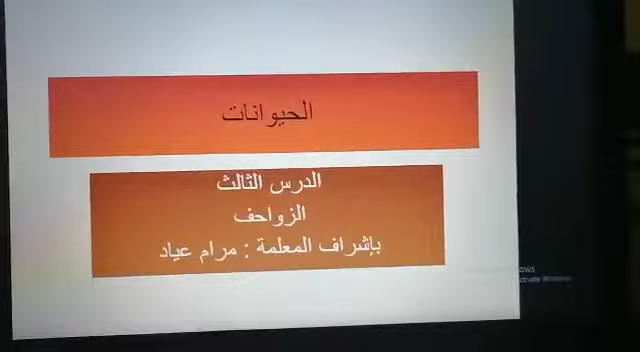 الحيوانات
الدرس الثالث
الزواحف
بإشراف المعلمة : مرام عياد